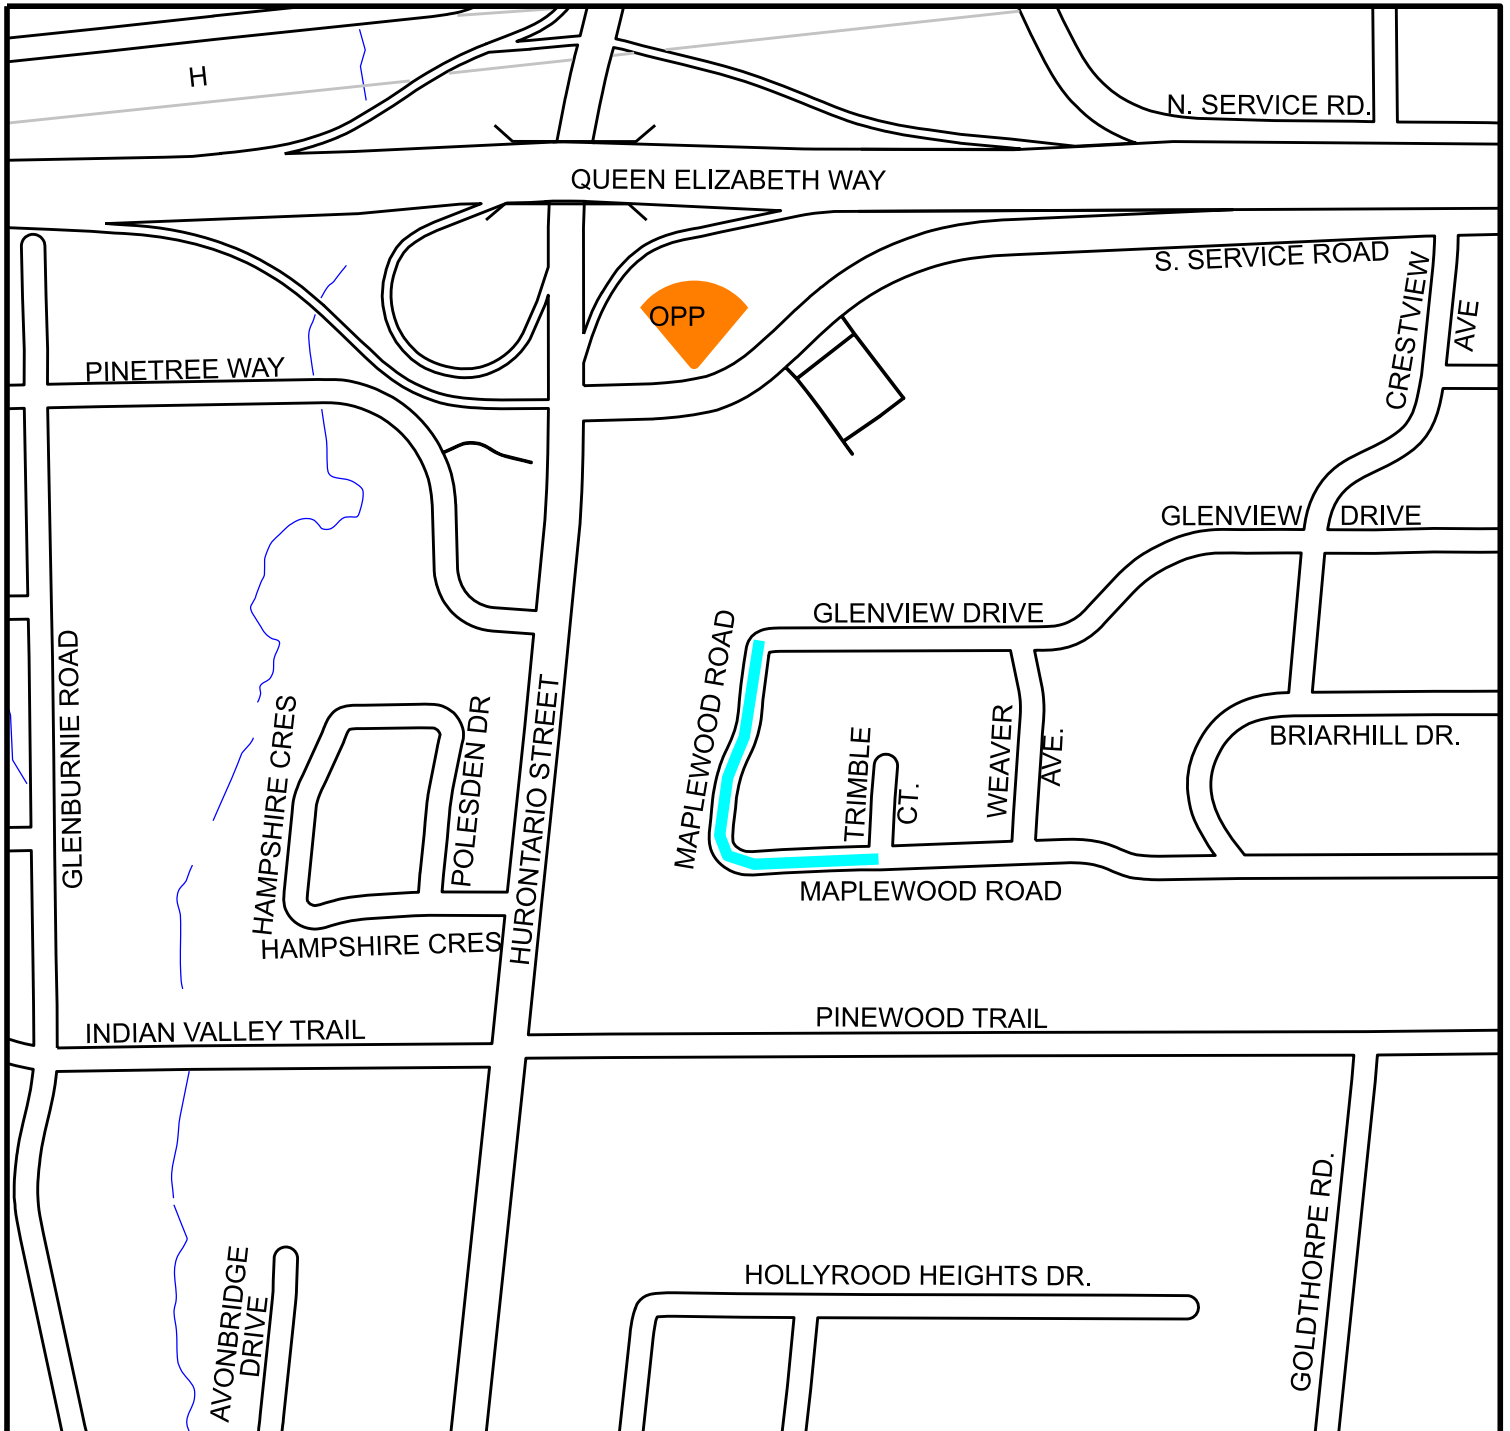 H
N. SERVICE RD.
QUEEN ELIZABETH WAY
S. SERVICE ROAD
CRESTVIEW
AVE
OPP
PINETREE WAY
GLENVIEW DRIVE
GLENVIEW DRIVE
MAPLEWOOD ROAD
GLENBURNIE ROAD
HAMPSHIRE CRES
POLESDEN DR
HURONTARIO STREET
TRIMBLE
CT.
WEAVER
AVE.
BRIARHILL DR.
MAPLEWOOD ROAD
HAMPSHIRE CRES
INDIAN VALLEY TRAIL
PINEWOOD TRAIL
GOLDTHORPE RD.
AVONBRIDGE
DRIVE
HOLLYROOD HEIGHTS DR.